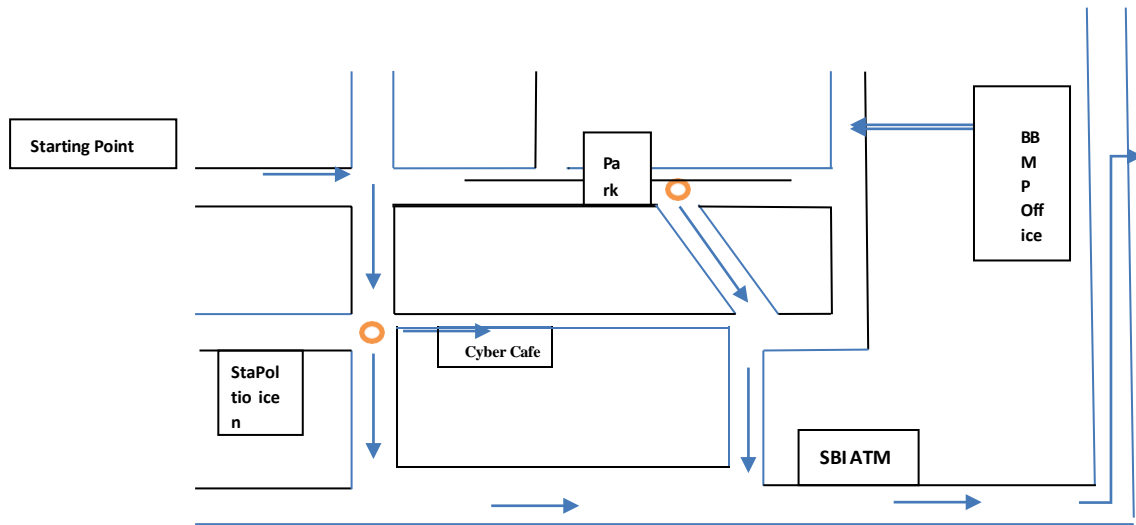 Starting Point
Pa
rk
BB
M
P
Off
ice
Cyber Cafe
StaPol
tio ice
n
SBI ATM